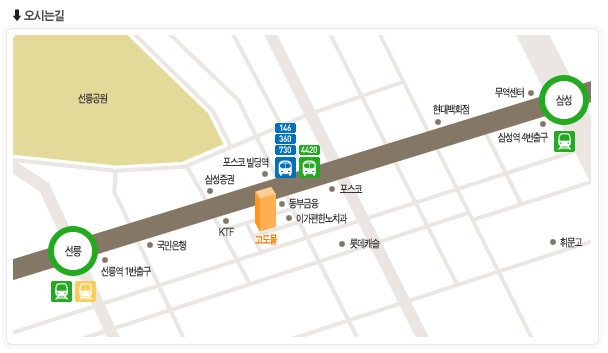 오시는길
선릉공원
무역센터
삼성
현대백화점
삼성역 4번출구
146
360
730
4420
포스코 빌딩역
삼성증권
포스코
동부금융
이가편한노치과
KTF
고도몰
선릉
국민은행
롯데캐슬
휘문고
선릉역 1번출구